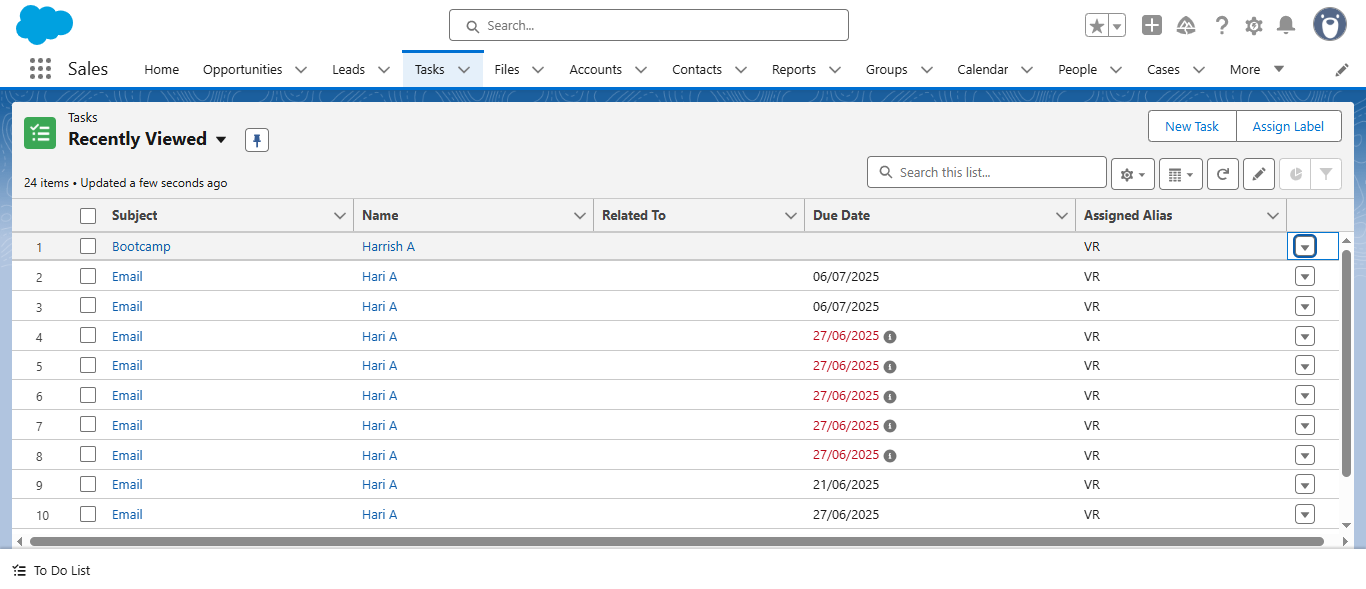 Search...
Sales Home Opportunities Leads Tasks Files Accounts Contacts Reports Groups Calendar People Cases More
Tasks
Recently Viewed
New Task Assign Label
24 items • Updated a few seconds ago
Search this list...
Subject Name Related To Due Date Assigned Alias
1 Bootcamp Harrish A VR
2 Email Hari A 06/07/2025 VR
3 Email Hari A 06/07/2025 VR
4 Email Hari A 27/06/2025 VR
5 Email Hari A 27/06/2025 VR
6 Email Hari A 27/06/2025 VR
7 Email Hari A 27/06/2025 VR
8 Email Hari A 27/06/2025 VR
9 Email Hari A 21/06/2025 VR
10 Email Hari A 27/06/2025 VR
To Do List